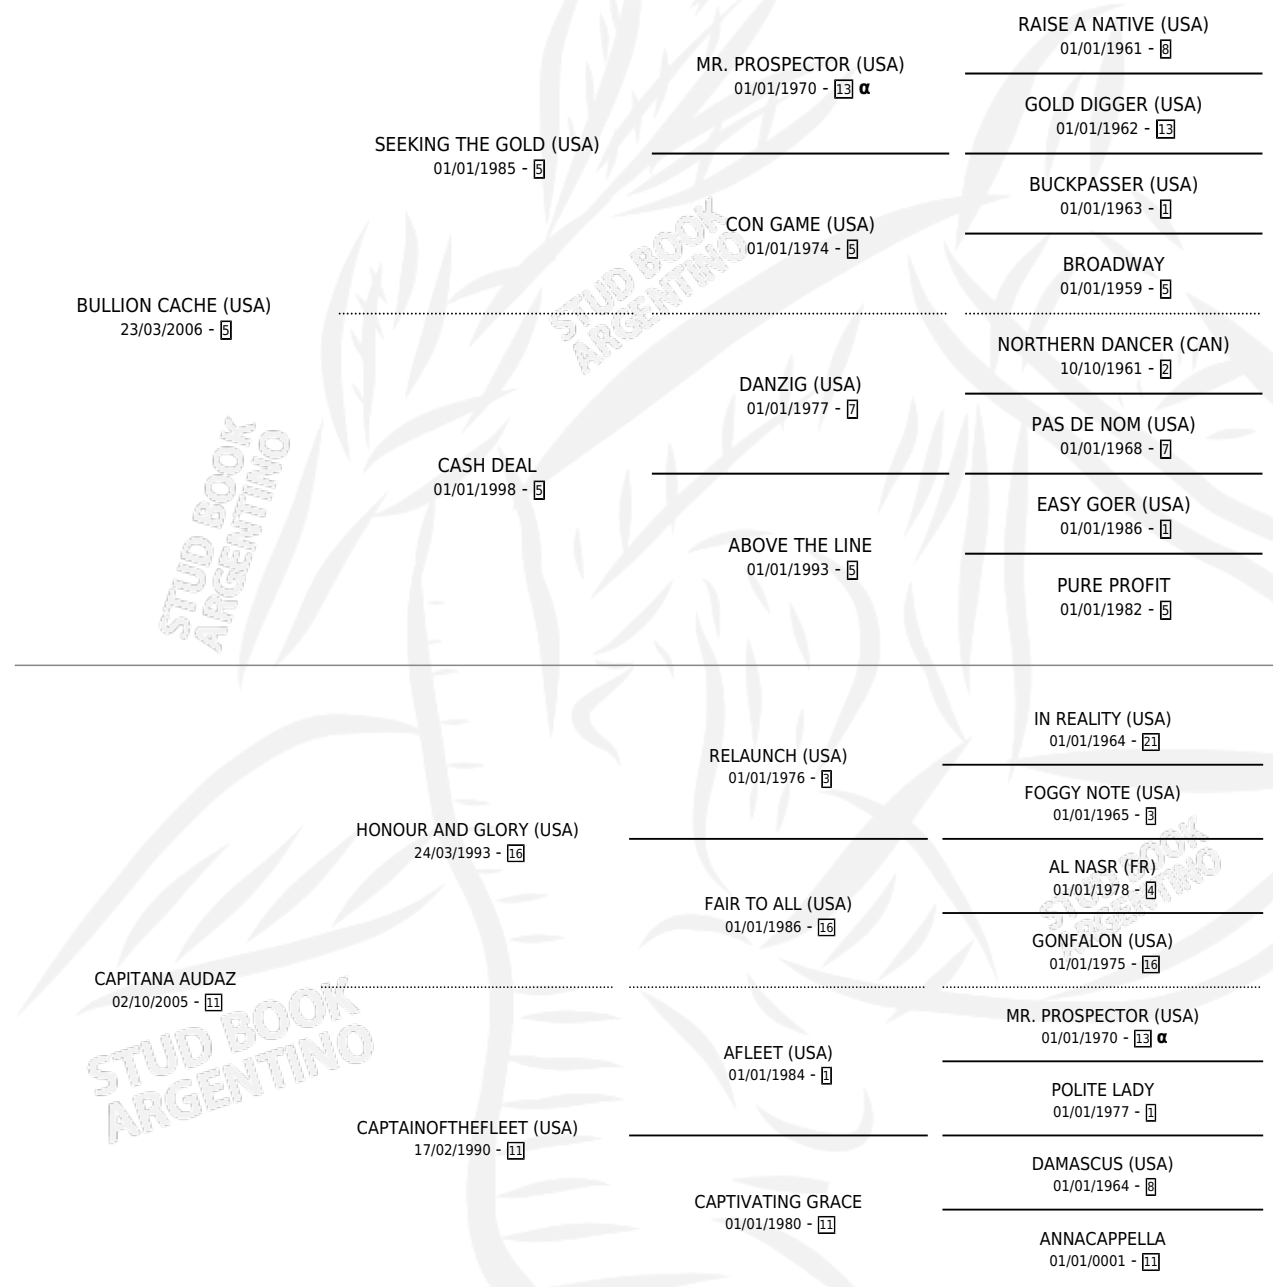 RAISE A NATIVE (USA)
01/01/1961 - 8
MR. PROSPECTOR (USA)
01/01/1970 - 13 α
GOLD DIGGER (USA)
01/01/1962 - 13
SEEKING THE GOLD (USA)
01/01/1985 - 5
BUCKPASSER (USA)
01/01/1963 - 1
CON GAME (USA)
01/01/1974 - 5
BROADWAY
01/01/1959 - 5
BULLION CACHE (USA)
23/03/2006 - 5
NORTHERN DANCER (CAN)
10/10/1961 - 2
DANZIG (USA)
01/01/1977 - 7
PAS DE NOM (USA)
01/01/1968 - 7
CASH DEAL
01/01/1998 - 5
EASY GOER (USA)
01/01/1986 - 1
ABOVE THE LINE
01/01/1993 - 5
PURE PROFIT
01/01/1982 - 5
IN REALITY (USA)
01/01/1964 - 21
RELAUNCH (USA)
01/01/1976 - 3
FOGGY NOTE (USA)
01/01/1965 - 3
HONOUR AND GLORY (USA)
24/03/1993 - 16
AL NASR (FR)
01/01/1978 - 4
FAIR TO ALL (USA)
01/01/1986 - 16
GONFALON (USA)
01/01/1975 - 16
CAPITANA AUDAZ
02/10/2005 - 11
MR. PROSPECTOR (USA)
01/01/1970 - 13 α
AFLEET (USA)
01/01/1984 - 1
POLITE LADY
01/01/1977 - 1
CAPTAINOFTHEFLEET (USA)
17/02/1990 - 11
DAMASCUS (USA)
01/01/1964 - 8
CAPTIVATING GRACE
01/01/1980 - 11
ANNACAPPELLA
01/01/0001 - 11
STUD BOOK
ARGENTINO
STUD BOOK
ARGENTINO
STUD BOOK
ARGENTINO
STUD BOOK
ARGENTINO